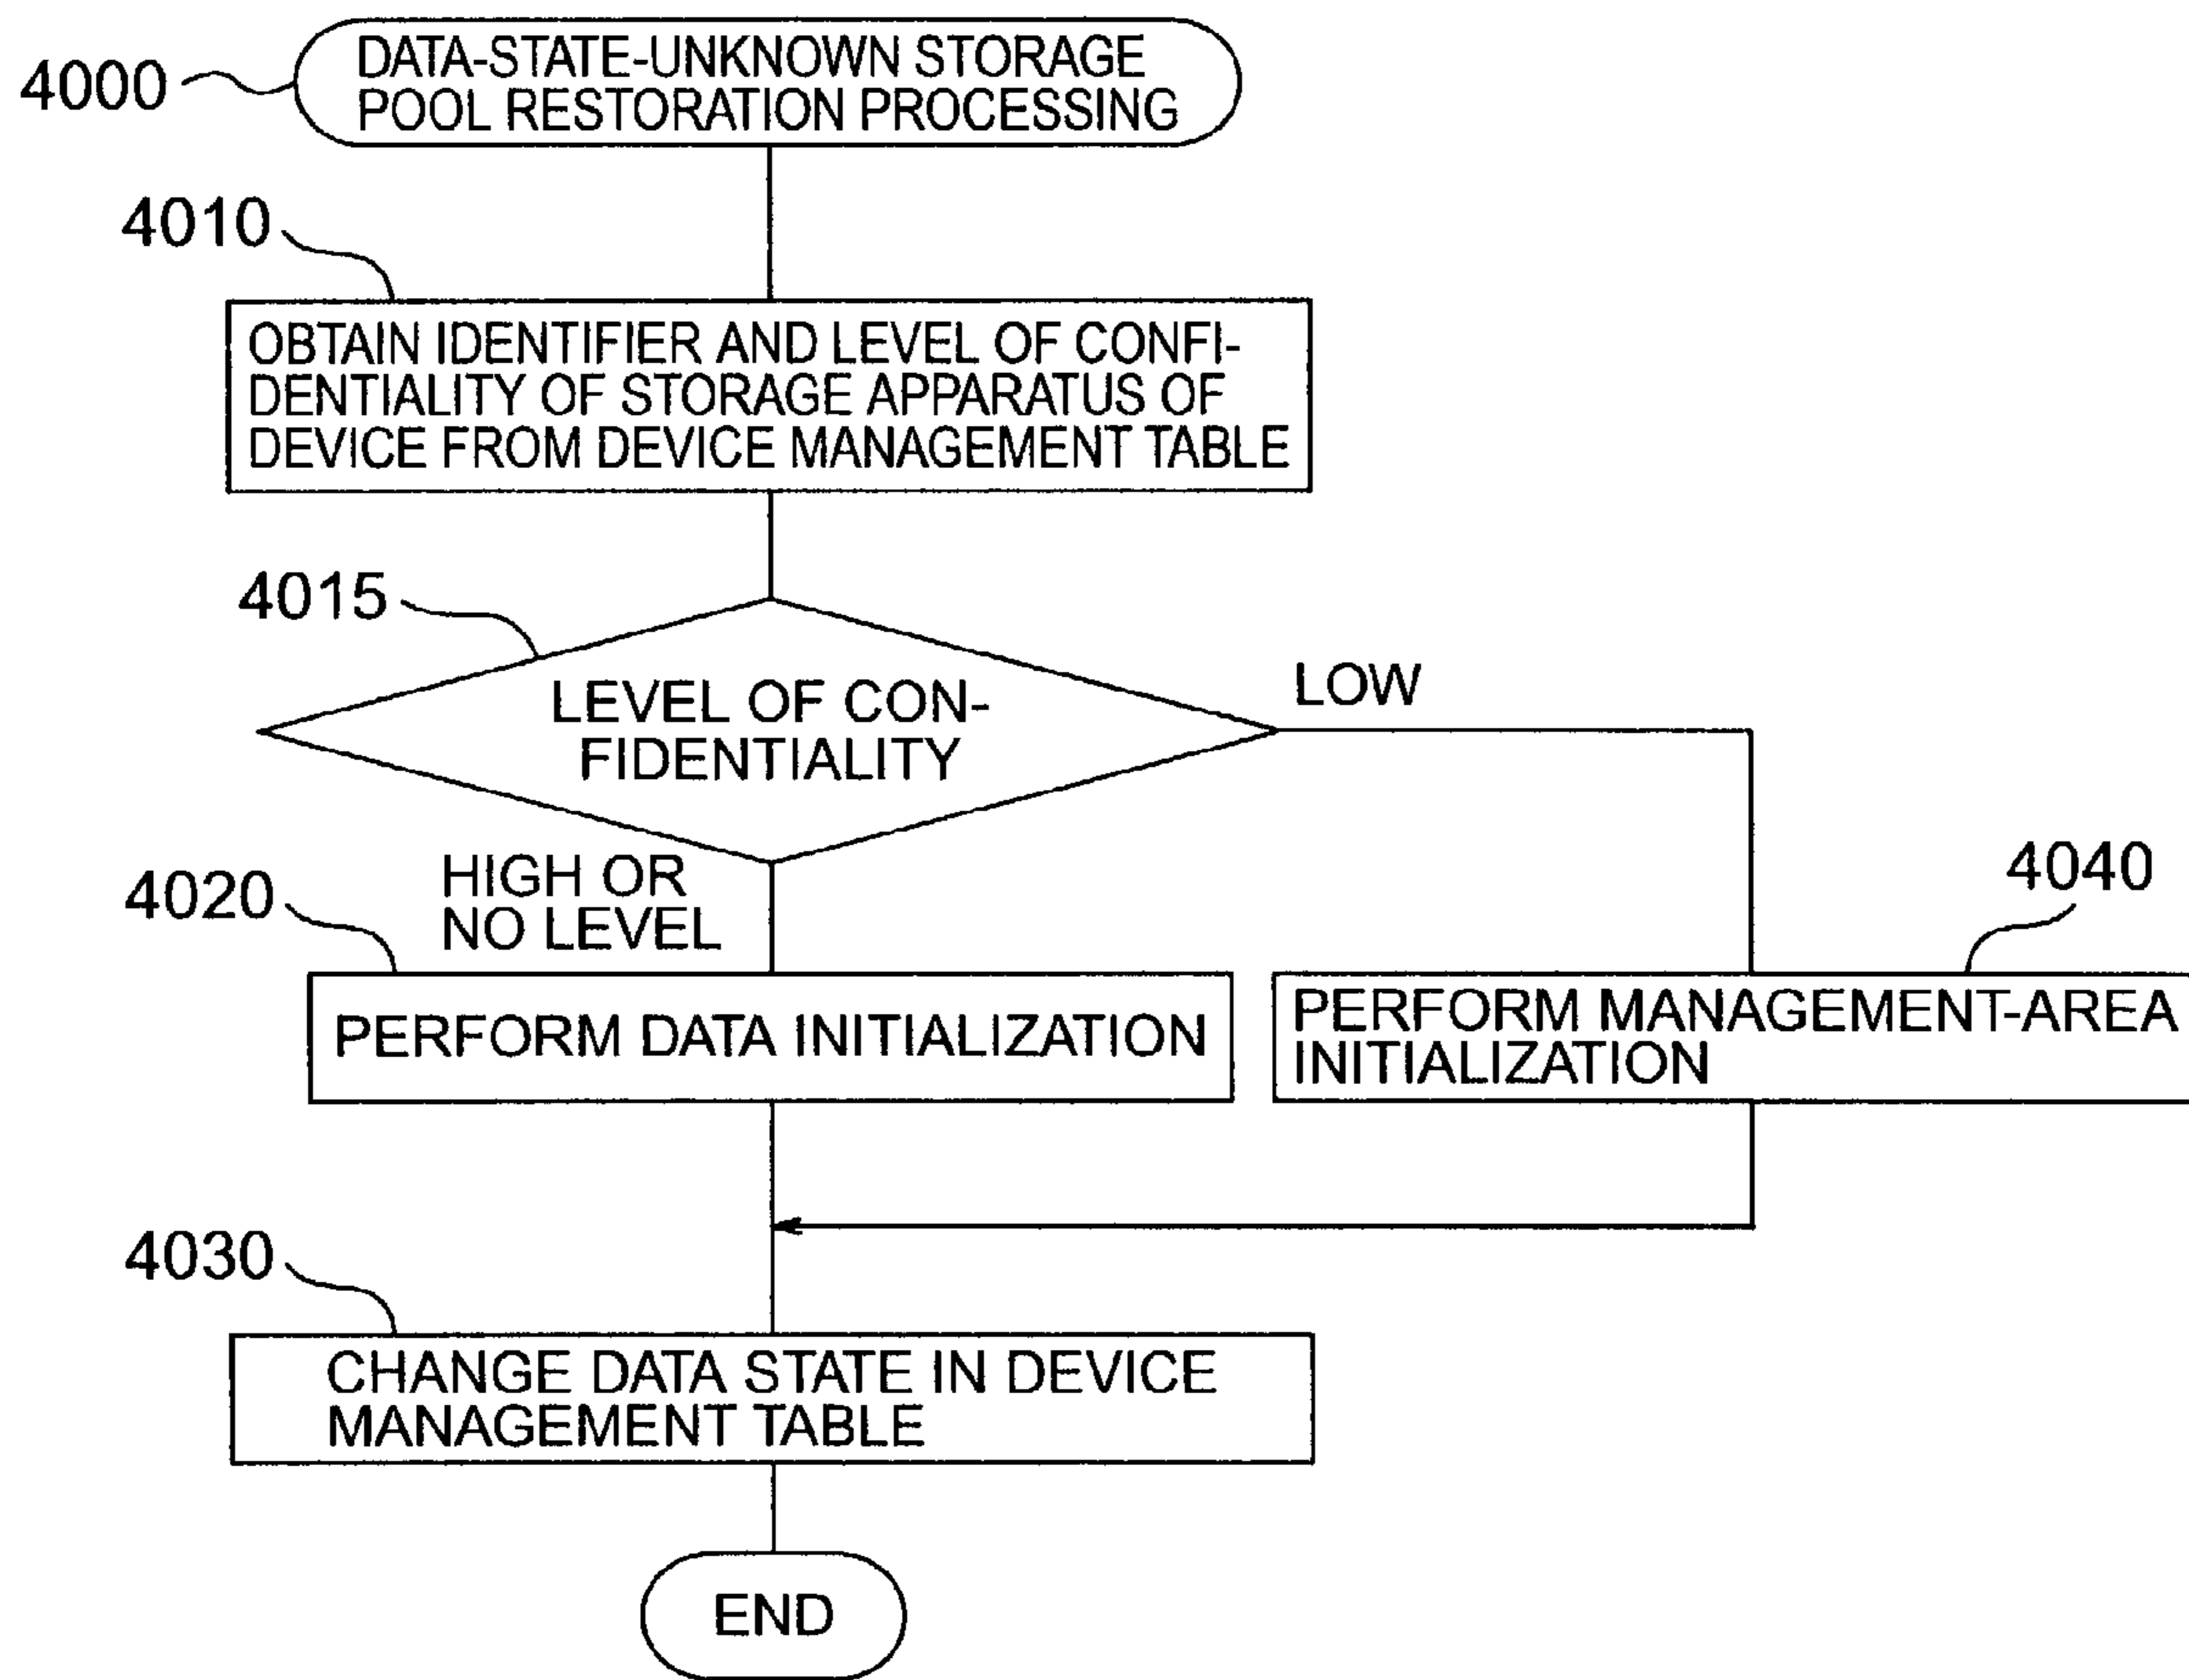 DATA-STATE-UNKNOWN STORAGE
POOL RESTORATION PROCESSING
4000
4010
OBTAIN IDENTIFIER AND LEVEL OF CONFI-
DENTIALITY OF STORAGE APPARATUS OF
DEVICE FROM DEVICE MANAGEMENT TABLE
4015
LEVEL OF CON-
FIDENTIALITY
LOW
HIGH OR
NO LEVEL
4020
4040
PERFORM DATA INITIALIZATION
PERFORM MANAGEMENT-AREA
INITIALIZATION
4030
CHANGE DATA STATE IN DEVICE
MANAGEMENT TABLE
END